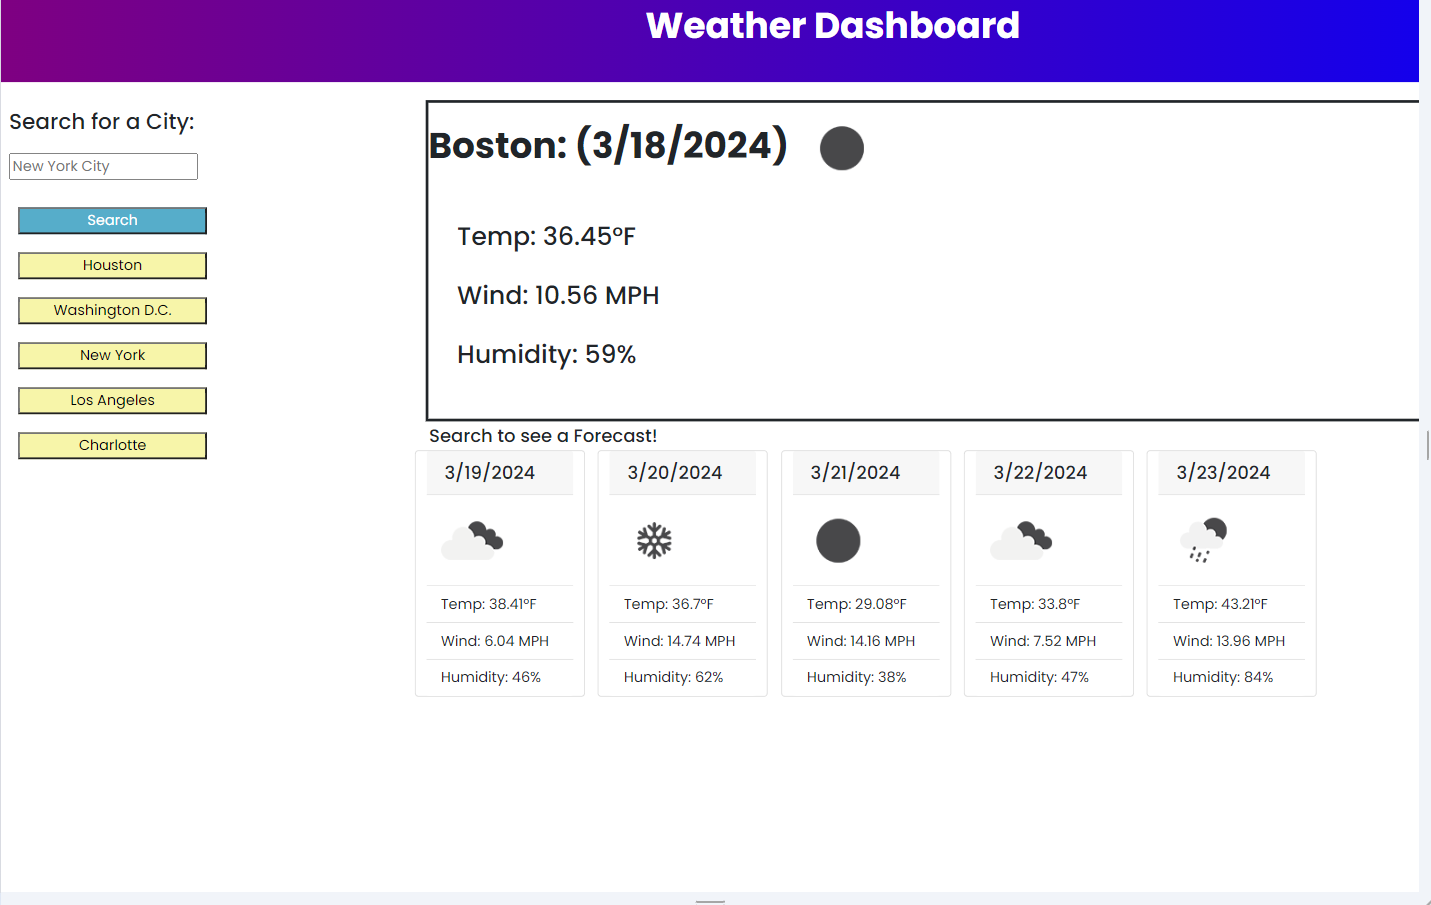 Weather Dashboard
Search for a City:
New York City
Search
Houston
Washington D.C.
New York
Los Angeles
Charlotte
Boston: (3/18/2024)
Temp: 36.45°F
Wind: 10.56 MPH
Humidity: 59%
Search to see a Forecast!
3/19/2024
Temp: 38.41°F
Wind: 6.04 MPH
Humidity: 46%
3/20/2024
Temp: 36.7°F
Wind: 14.74 MPH
Humidity: 62%
3/21/2024
Temp: 29.08°F
Wind: 14.16 MPH
Humidity: 38%
3/22/2024
Temp: 33.8°F
Wind: 7.52 MPH
Humidity: 47%
3/23/2024
Temp: 43.21°F
Wind: 13.96 MPH
Humidity: 84%